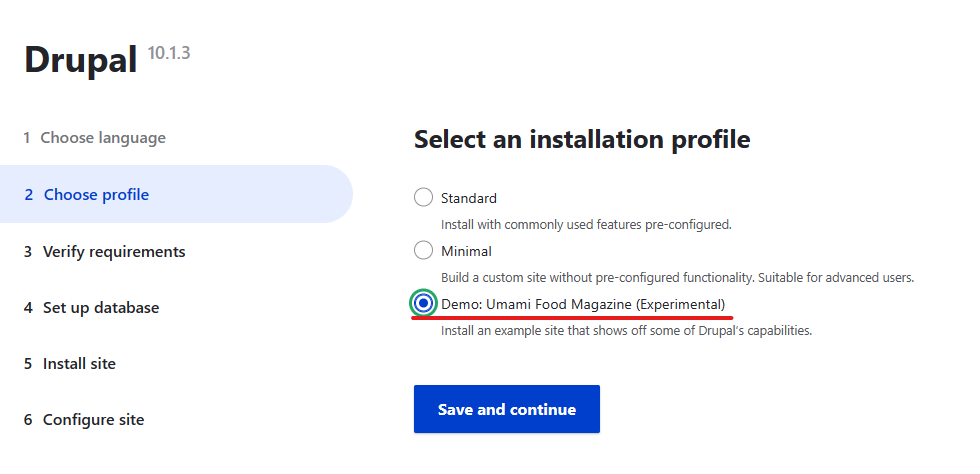 Drupal 10.1.3
1 Choose language
2 Choose profile
3 Verify requirements
4 Set up database
5 Install site
6 Configure site
Select an installation profile
Standard
Install with commonly used features pre-configured.
Minimal
Build a custom site without pre-configured functionality. Suitable for advanced users.
Demo: Umami Food Magazine (Experimental)
Install an example site that shows off some of Drupal's capabilities.
Save and continue